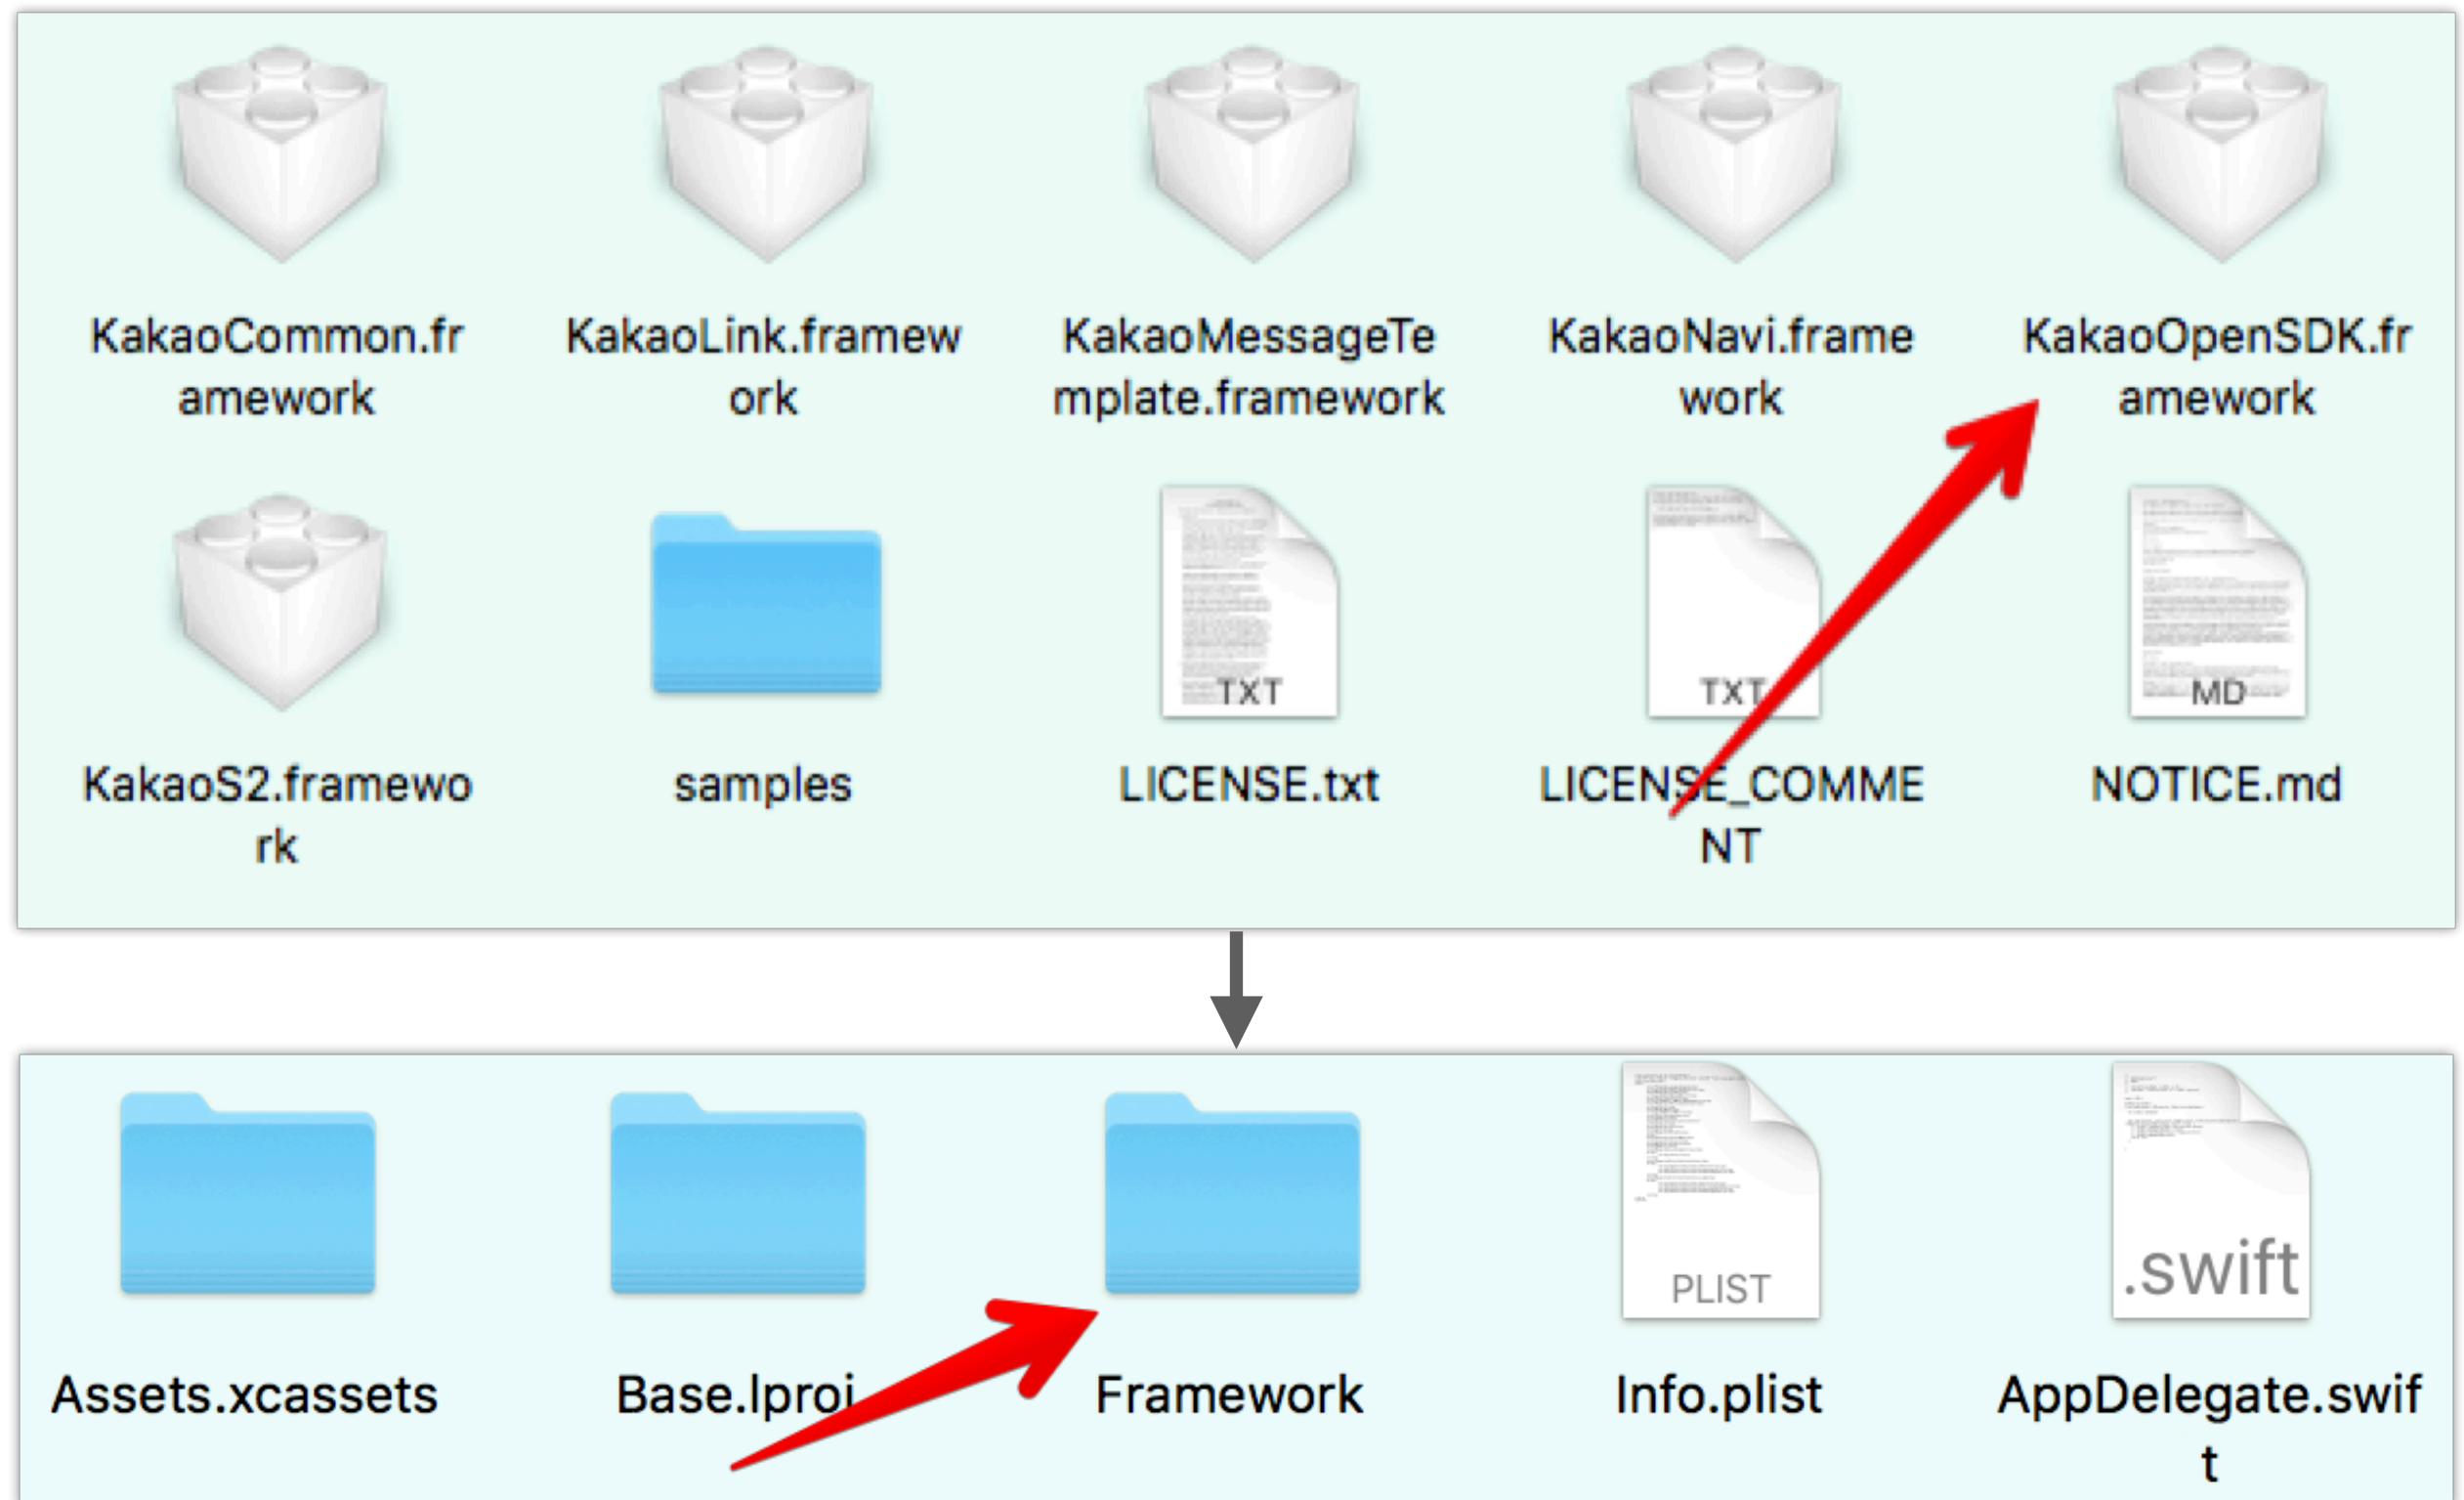 KakaoCommon.fr
amework
KakaoLink.framew
ork
KakaoMessageTe
mplate.framework
KakaoNavi.frame
work
KakaoOpenSDK.fr
amework
TXT
TXT
MD
KakaoS2.framewo
rk
samples
LICENSE.txt
LICENSE_COMME
NT
NOTICE.md
PLIST
.swift
Assets.xcassets
Base.lproj
Framework
Info.plist
AppDelegate.swif
t